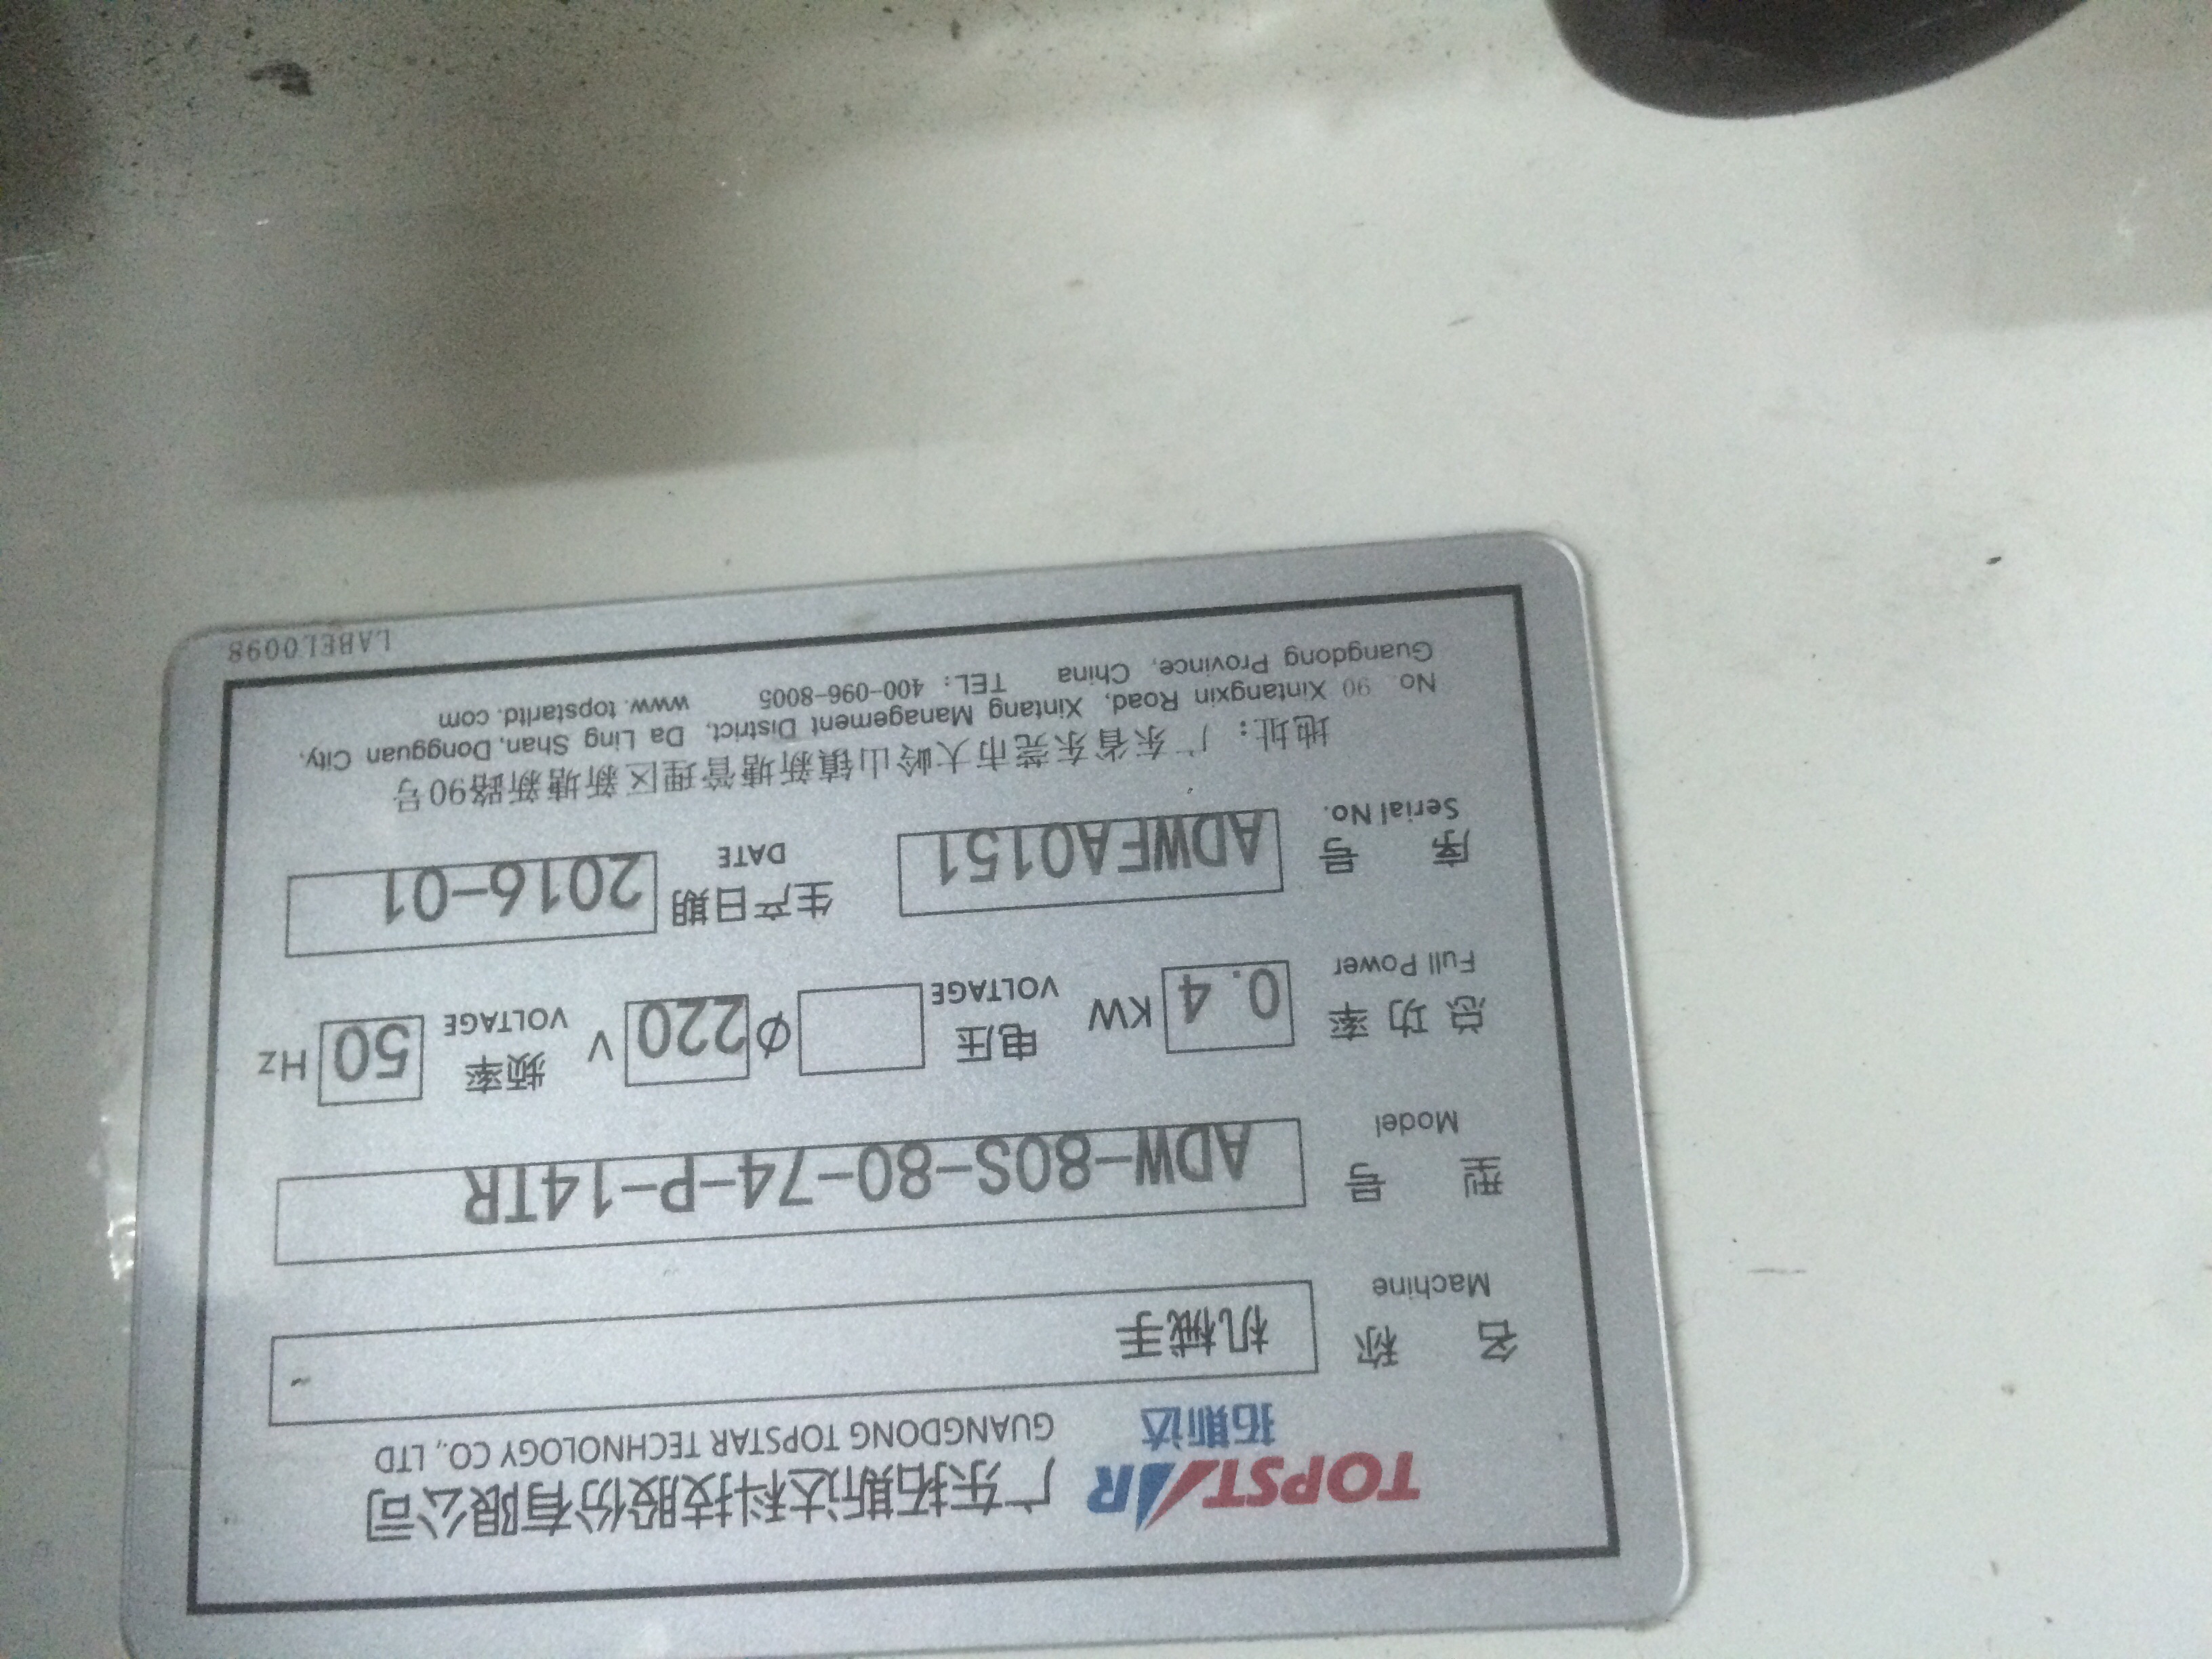 TOPSTAR 广东拓斯达科技股份有限公司
拓斯达 GUANGDONG TOPSTAR TECHNOLOGY CO., LTD
名 称 机械手
Machine
型 号 ADW-80S-80-74-P-14TR
Model
总功率 0.4 KW 电压 Φ 220 V 频率 50 Hz
Full Power VOLTAGE VOLTAGE
序 号 ADWFA0151 生产日期 2016-01
Serial No. DATE
地址：广东省东莞市大岭山镇新塘管理区新塘新路90号
No. 90 Xintangxin Road, Xintang Management District, Da Ling Shan, Dongguan City,
Guangdong Province, China TEL: 400-096-8005 www.topstarltd.com
LABEL0098